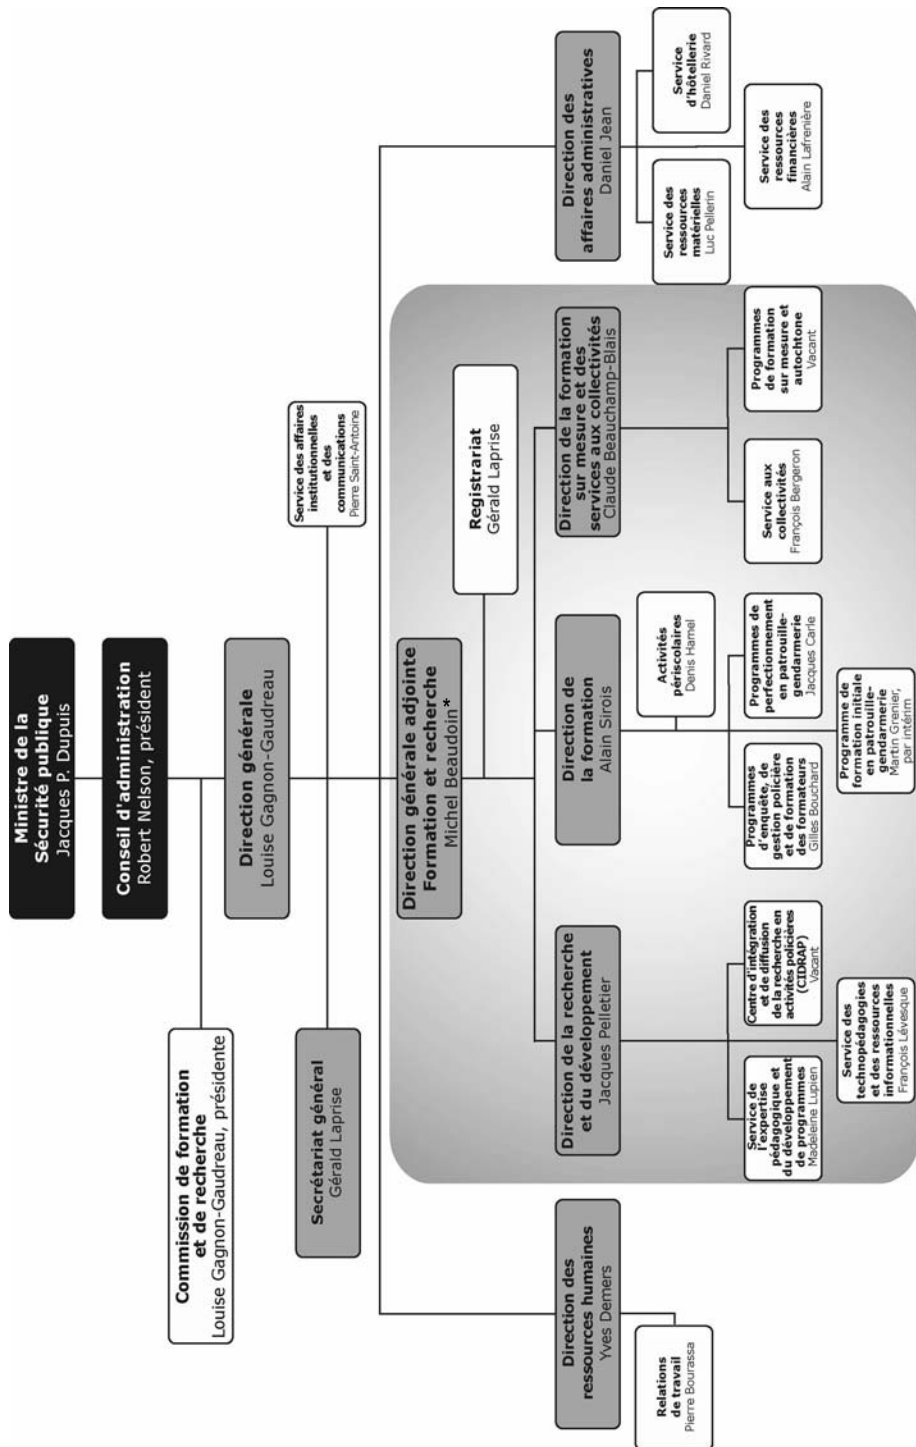 Ministre de la
Sécurité publique
Jacques P. Dupuis
Conseil d'administration
Robert Nelson, président
Commission de formation
et de recherche
Louise Gagnon-Gaudreau, présidente
Direction générale
Louise Gagnon-Gaudreau
Secrétariat général
Gérald Laprise
Service des affaires
institutionnelles
et des
communications
Pierre Saint-Antoine
Direction générale adjointe
Formation et recherche
Michel Beaudoin*
Registrariat
Gérald Laprise
Direction des
ressources humaines
Yves Demers
Direction de la recherche
et du développement
Jacques Pelletier
Direction de
la formation
Alain Sirois
Direction de la formation
sur mesure et des
services aux collectivités
Claude Beauchamp-Blais
Direction des
affaires administratives
Daniel Jean
Relations
de travail
Pierre Bourassa
Activités
périscolaires
Denis Hamel
Service des
ressources
matérielles
Luc Pellerin
Service
d'hôtellerie
Daniel Rivard
Service de
l'expertise
pédagogique et
du développement
de programmes
Madeleine Lupien
Centre d'intégration
et de diffusion
de la recherche en
activités policières
(CIDRAP)
Vacant
Programmes
d'enquête, de
gestion policière
et de formation
des formateurs
Gilles Bouchard
Programmes de
perfectionnement
en patrouille-
gendarmerie
Jacques Carle
Service aux
collectivités
François Bergeron
Programmes
de formation
sur mesure et
autochtone
Vacant
Service des
ressources
financières
Alain Lafrenière
Service des
technopédagogies
et des ressources
informationnelles
François Lévesque
Programme de
formation initiale
en patrouille-
gendarmerie
Martin Grenier,
par intérim